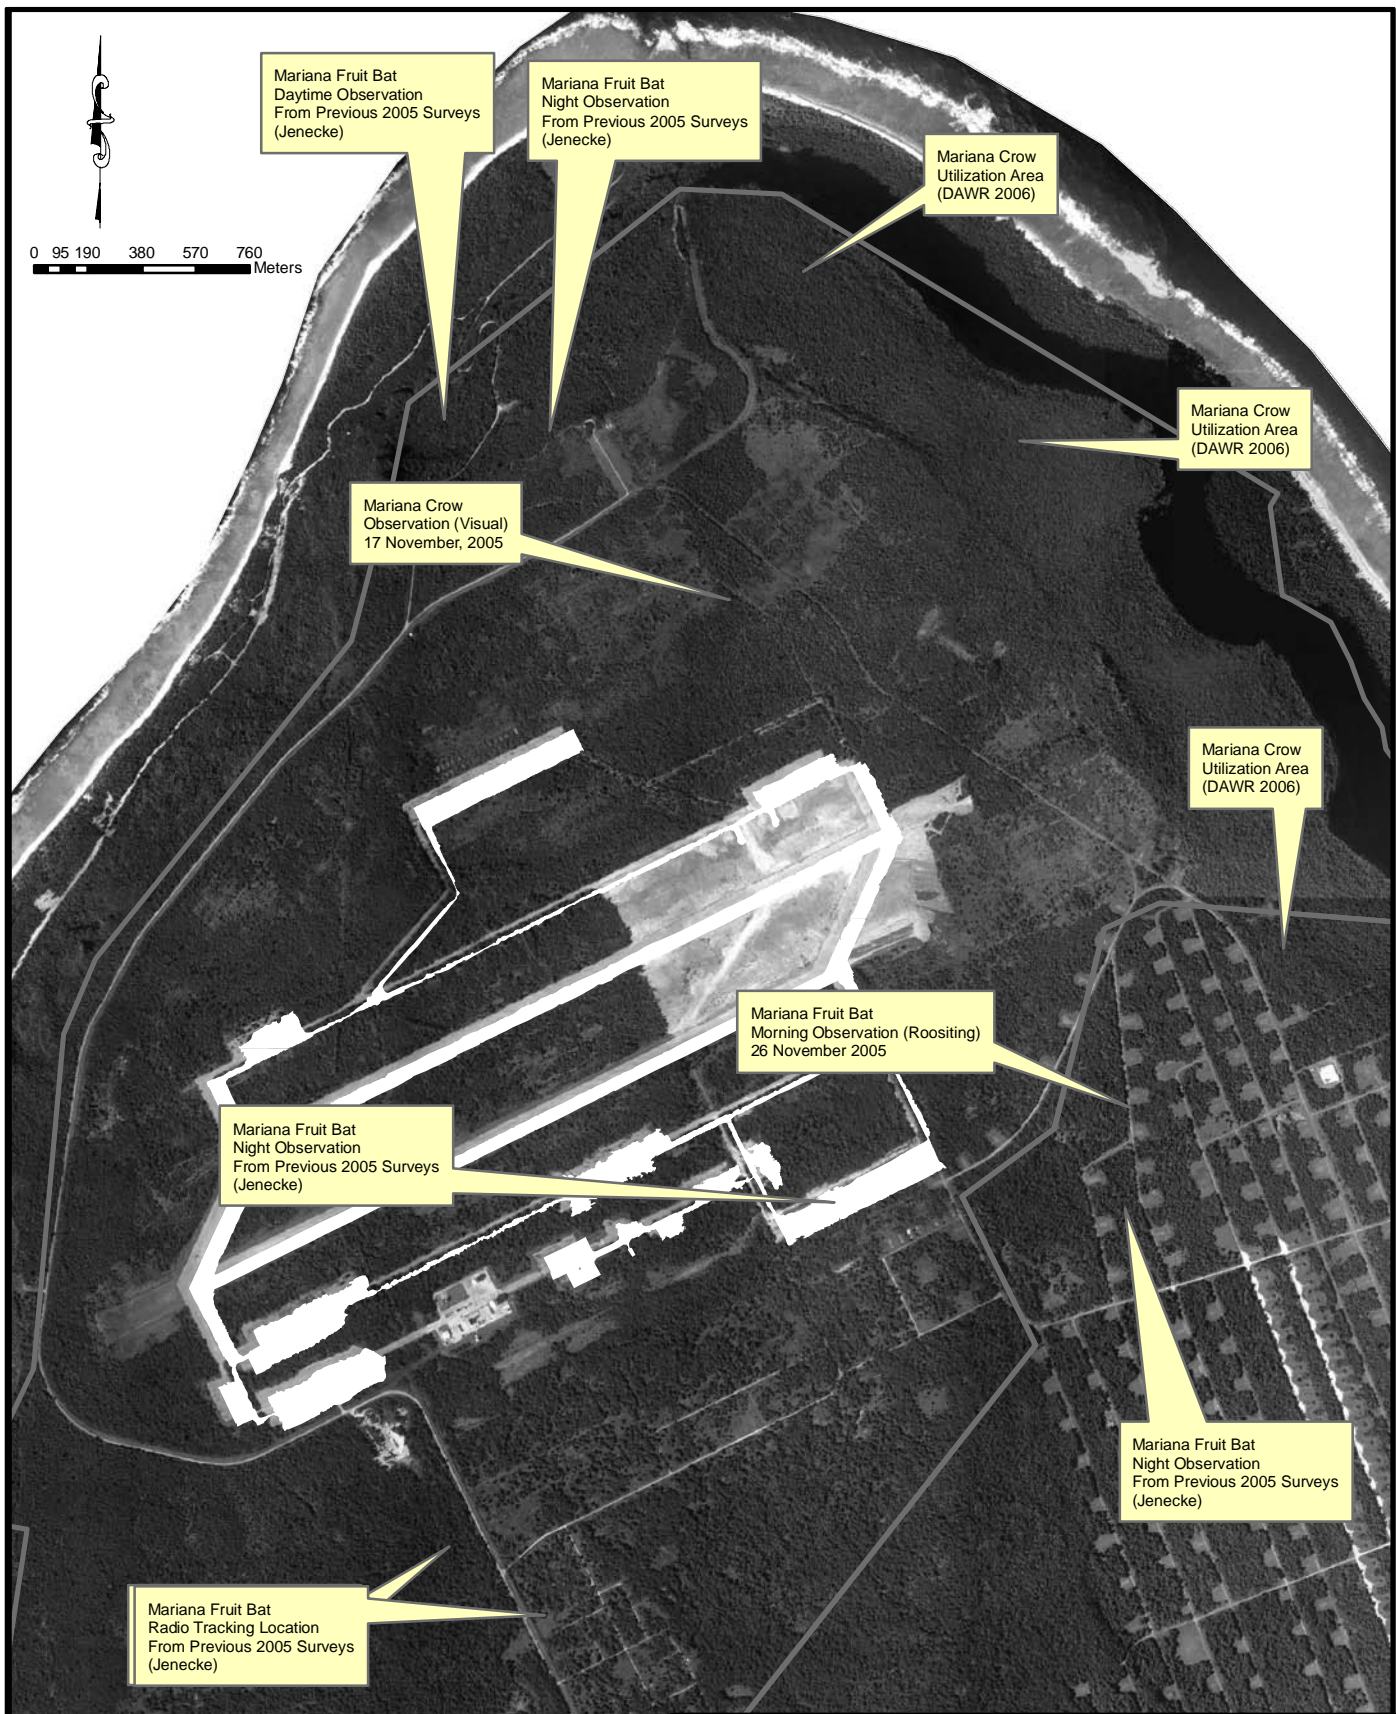 Mariana Fruit Bat
Daytime Observation
From Previous 2005 Surveys
(Jenecke)
Mariana Fruit Bat
Night Observation
From Previous 2005 Surveys
(Jenecke)
Mariana Crow
Utilization Area
(DAWR 2006)
0 95 190 380 570 760
Meters
Mariana Crow
Utilization Area
(DAWR 2006)
Mariana Crow
Observation (Visual)
17 November, 2005
Mariana Crow
Utilization Area
(DAWR 2006)
Mariana Fruit Bat
Morning Observation (Roositing)
26 November 2005
Mariana Fruit Bat
Night Observation
From Previous 2005 Surveys
(Jenecke)
Mariana Fruit Bat
Night Observation
From Previous 2005 Surveys
(Jenecke)
Mariana Fruit Bat
Radio Tracking Location
From Previous 2005 Surveys
(Jenecke)